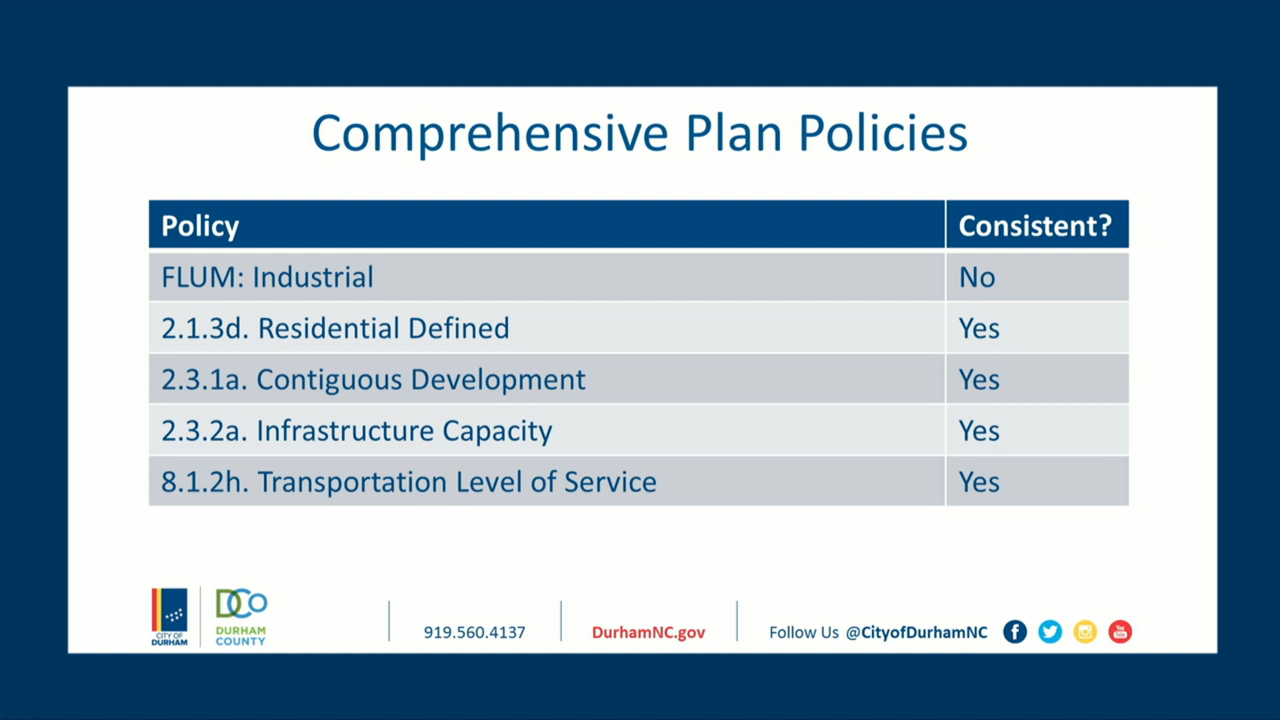 Comprehensive Plan Policies
Policy Consistent?
FLUM: Industrial No
2.1.3d. Residential Defined Yes
2.3.1a. Contiguous Development Yes
2.3.2a. Infrastructure Capacity Yes
8.1.2h. Transportation Level of Service Yes
CITY OF
DURHAM
DCo
DURHAM
COUNTY
919.560.4137
DurhamNC.gov
Follow Us @CityofDurhamNC